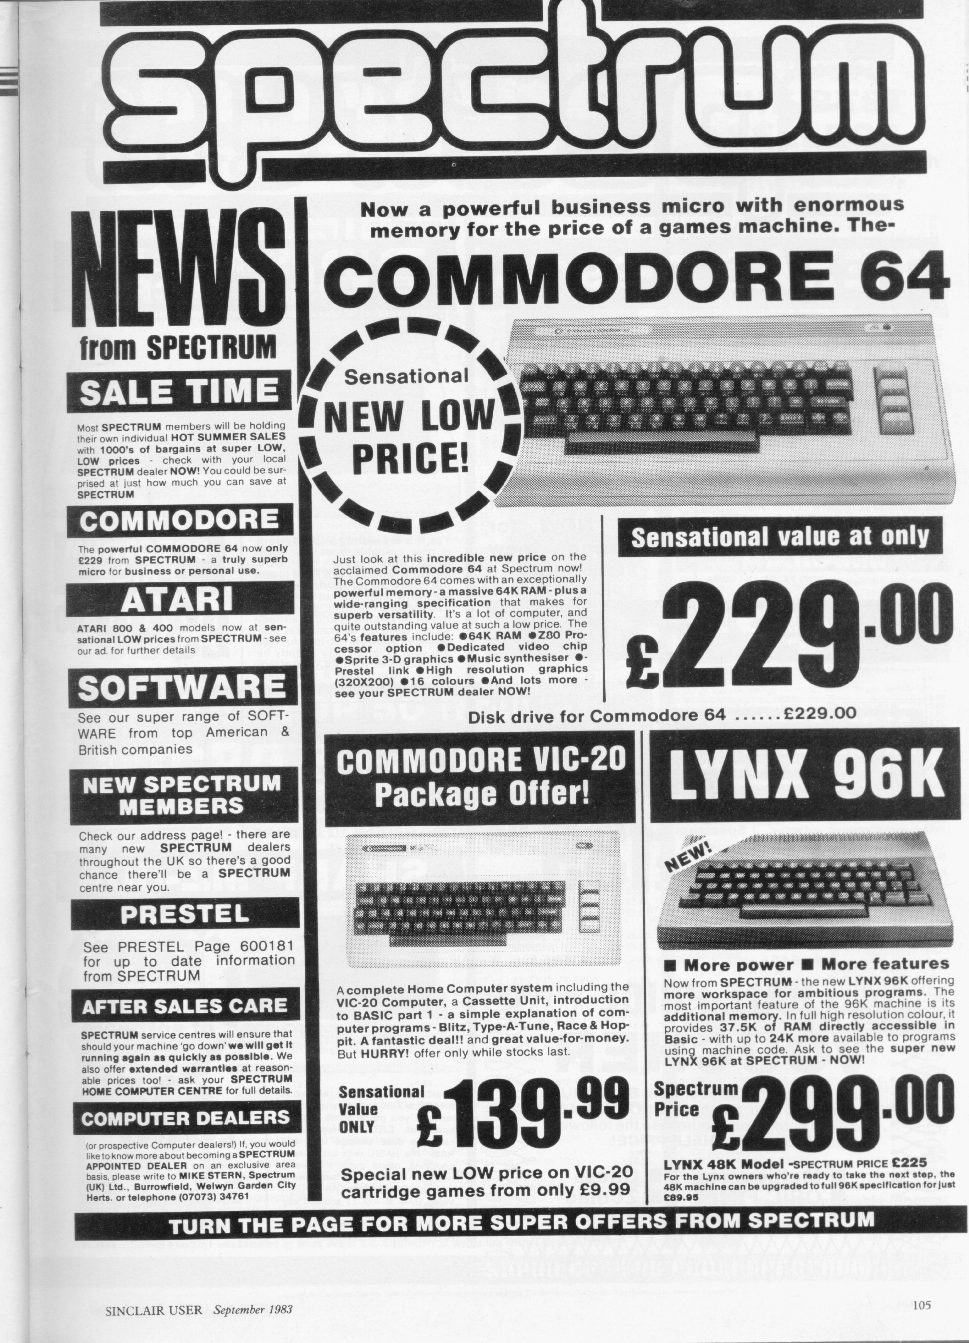 spectrum
NEWS
from SPECTRUM
SALE TIME
Most SPECTRUM members will be holding
their own individual HOT SUMMER SALES
with 1000's of bargains at super LOW,
LOW prices - check with your local
SPECTRUM dealer NOW! You could be sur-
prised at just how much you can save at
SPECTRUM
COMMODORE
The powerful COMMODORE 64 now only
£229 from SPECTRUM - a truly superb
micro for business or personal use.
ATARI
ATARI 800 & 400 models now at sen-
sational LOW prices from SPECTRUM - see
our ad. for further details
SOFTWARE
See our super range of SOFT-
WARE from top American &
British companies
NEW SPECTRUM
MEMBERS
Check our address page! - there are
many new SPECTRUM dealers
throughout the UK so there's a good
chance there'll be a SPECTRUM
centre near you.
PRESTEL
See PRESTEL Page 600181
for up to date information
from SPECTRUM
AFTER SALES CARE
SPECTRUM service centres will ensure that
should your machine 'go down' we will get it
running again as quickly as possible. We
also offer extended warranties at reason-
able prices too! - ask your SPECTRUM
HOME COMPUTER CENTRE for full details.
COMPUTER DEALERS
(or prospective Computer dealers!) If, you would
like to know more about becoming a SPECTRUM
APPOINTED DEALER on an exclusive area
basis, please write to MIKE STERN, Spectrum
(UK) Ltd., Burrowfield, Welwyn Garden City
Herts. or telephone (07073) 34761
Now a powerful business micro with enormous
memory for the price of a games machine. The-
COMMODORE 64
Sensational
NEW LOW
PRICE!
Just look at this incredible new price on the
acclaimed Commodore 64 at Spectrum now!
The Commodore 64 comes with an exceptionally
powerful memory - a massive 64K RAM - plus a
wide-ranging specification that makes for
superb versatility. It's a lot of computer, and
quite outstanding value at such a low price. The
64's features include: ●64K RAM ●Z80 Pro-
cessor option ●Dedicated video chip
●Sprite 3-D graphics ●Music synthesiser ●-
Prestel link ●High resolution graphics
(320X200) ●16 colours ●And lots more -
see your SPECTRUM dealer NOW!
Sensational value at only
£229.00
Disk drive for Commodore 64 ......£229.00
COMMODORE VIC-20
Package Offer!
A complete Home Computer system including the
VIC-20 Computer, a Cassette Unit, introduction
to BASIC part 1 - a simple explanation of com-
puter programs - Blitz, Type-A-Tune, Race & Hop-
pit. A fantastic deal!! and great value-for-money.
But HURRY! offer only while stocks last.
Sensational
Value
ONLY
£139.99
Special new LOW price on VIC-20
cartridge games from only £9.99
LYNX 96K
NEW!
■ More power ■ More features
Now from SPECTRUM - the new LYNX 96K offering
more workspace for ambitious programs. The
most important feature of the 96K machine is its
additional memory. In full high resolution colour, it
provides 37.5K of RAM directly accessible in
Basic - with up to 24K more available to programs
using machine code. Ask to see the super new
LYNX 96K at SPECTRUM - NOW!
Spectrum
Price
£299.00
LYNX 48K Model -SPECTRUM PRICE £225
For the Lynx owners who're ready to take the next step, the
48K machine can be upgraded to full 96K specification for just
£89.95
TURN THE PAGE FOR MORE SUPER OFFERS FROM SPECTRUM
SINCLAIR USER September 1983
105